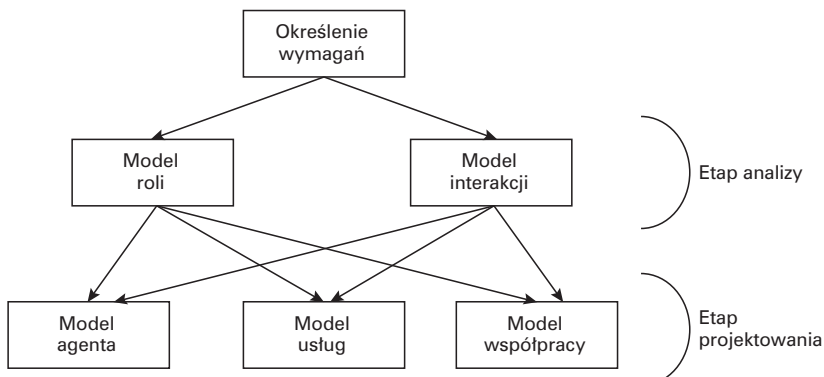 Określenie
wymagań
Model
roli
Model
interakcji
Etap analizy
Model
agenta
Model
usług
Model
współpracy
Etap
projektowania